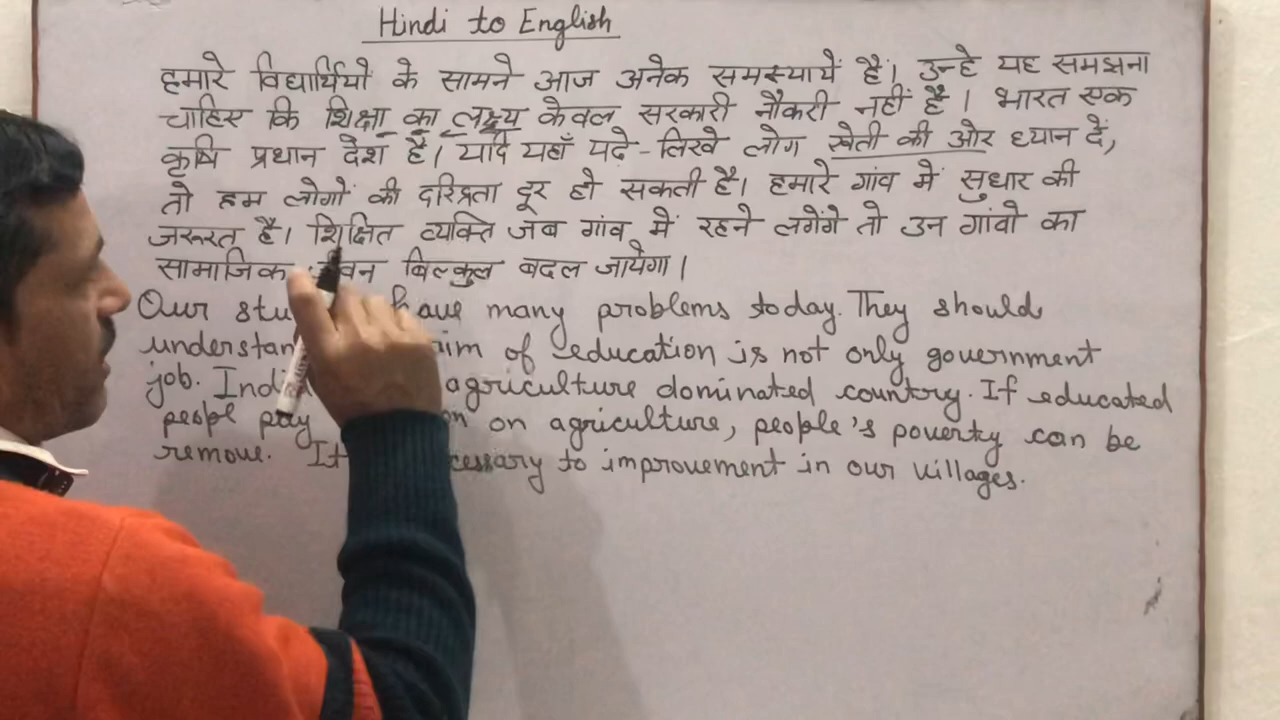 Hindi to English
हमारे विद्यार्थियों के सामने आज अनेक समस्यायें हैं। उन्हे यह समझना
चाहिए कि शिक्षा का लक्ष्य केवल सरकारी नौकरी नहीं है। भारत एक
कृषि प्रधान देश है। यदि यहाँ पढे-लिखे लोग खेती की ओर ध्यान दें,
तो हम लोगों की दरिद्रता दूर हो सकती है। हमारे गांव में सुधार की
जरूरत है। शिक्षित व्यक्ति जब गांव में रहने लगेंगे तो उन गांवो का
सामाजिक बिल्कुल बदल जायेगा।
Our have many problems today. They should
of education is not only government
job. agriculture dominated country. If educated
peopl pay on agriculture, people's poverty can be
remove. It to improvement in our villages.